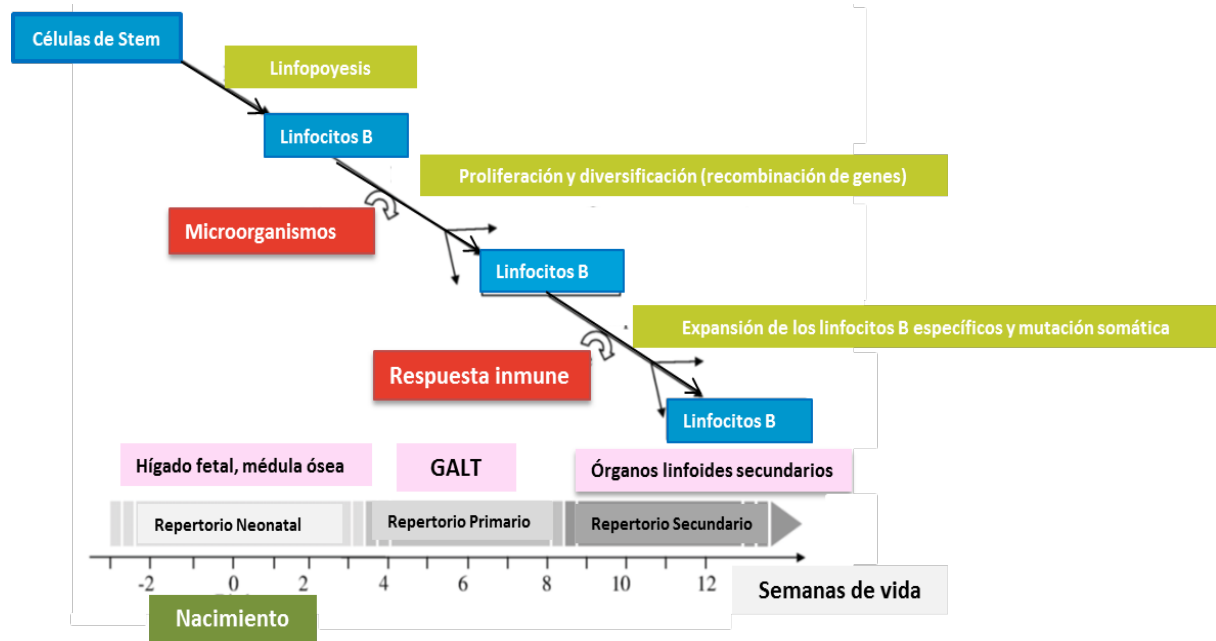 Células de Stem
Linfopoyesis
Linfocitos B
Proliferación y diversificación (recombinación de genes)
Microorganismos
Linfocitos B
Expansión de los linfocitos B específicos y mutación somática
Respuesta inmune
Linfocitos B
Hígado fetal, médula ósea
GALT
Órganos linfoides secundarios
Repertorio Neonatal
Repertorio Primario
Repertorio Secundario
-2 0 2 4 6 8 10 12
Semanas de vida
Nacimiento